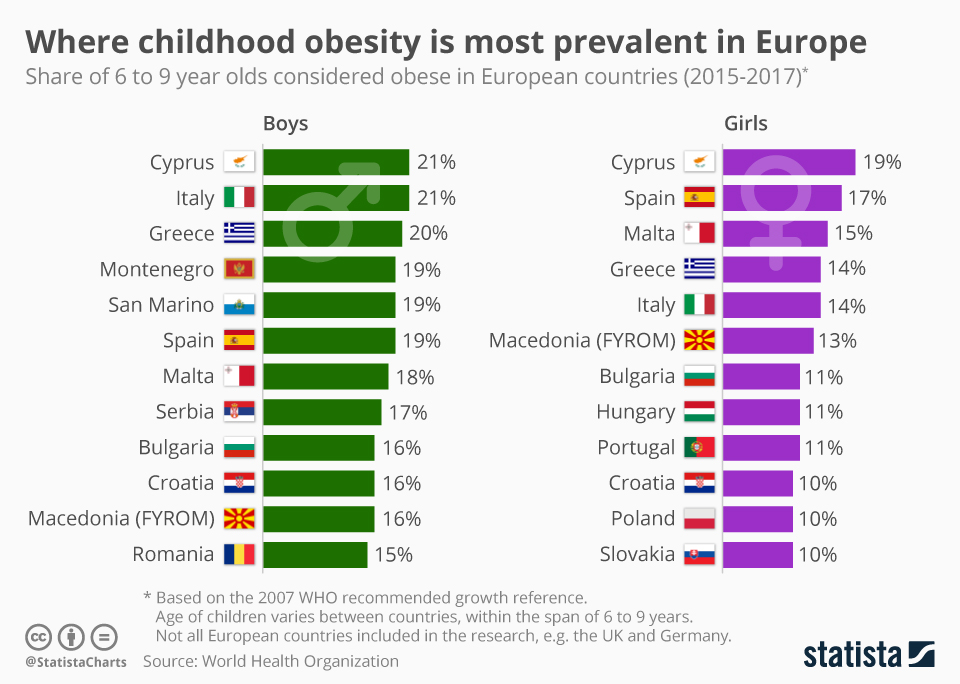 Where childhood obesity is most prevalent in Europe
Share of 6 to 9 year olds considered obese in European countries (2015-2017)*
Boys
Cyprus 21%
Italy 21%
Greece 20%
Montenegro 19%
San Marino 19%
Spain 19%
Malta 18%
Serbia 17%
Bulgaria 16%
Croatia 16%
Macedonia (FYROM) 16%
Romania 15%
Girls
Cyprus 19%
Spain 17%
Malta 15%
Greece 14%
Italy 14%
Macedonia (FYROM) 13%
Bulgaria 11%
Hungary 11%
Portugal 11%
Croatia 10%
Poland 10%
Slovakia 10%
* Based on the 2007 WHO recommended growth reference.
Age of children varies between countries, within the span of 6 to 9 years.
Not all European countries included in the research, e.g. the UK and Germany.
cc
@StatistaCharts
Source: World Health Organization
statista